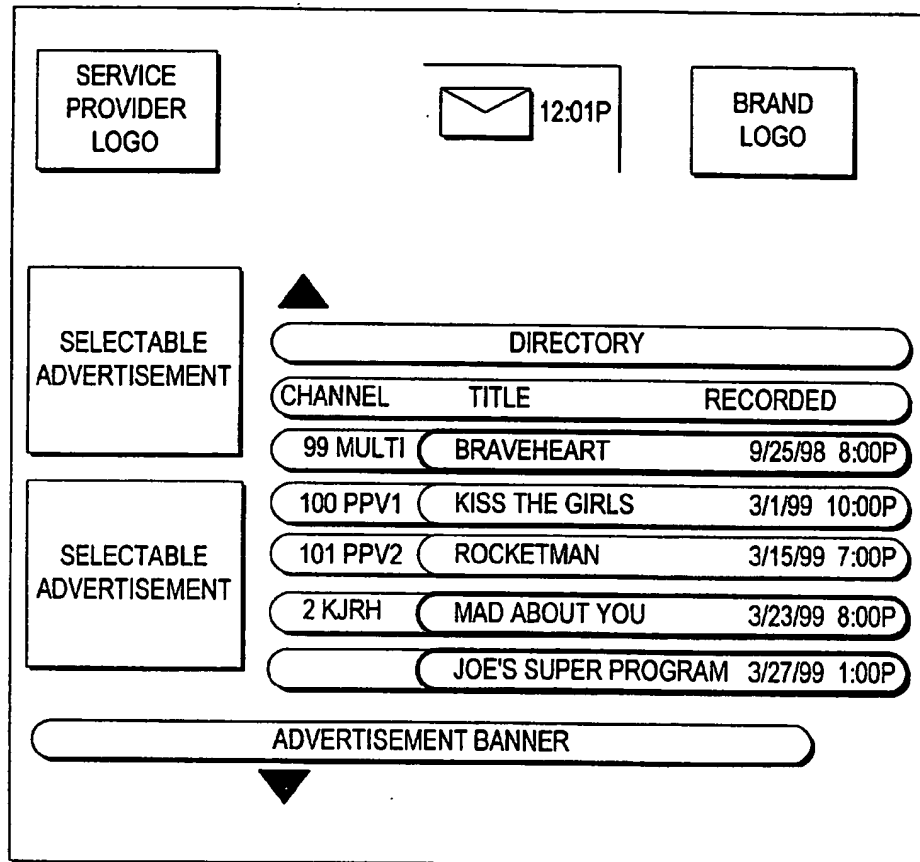 SERVICE
PROVIDER
LOGO
12:01P
BRAND
LOGO
SELECTABLE
ADVERTISEMENT
DIRECTORY
CHANNEL TITLE RECORDED
99 MULTI BRAVEHEART 9/25/98 8:00P
100 PPV1 KISS THE GIRLS 3/1/99 10:00P
101 PPV2 ROCKETMAN 3/15/99 7:00P
2 KJRH MAD ABOUT YOU 3/23/99 8:00P
JOE'S SUPER PROGRAM 3/27/99 1:00P
SELECTABLE
ADVERTISEMENT
ADVERTISEMENT BANNER